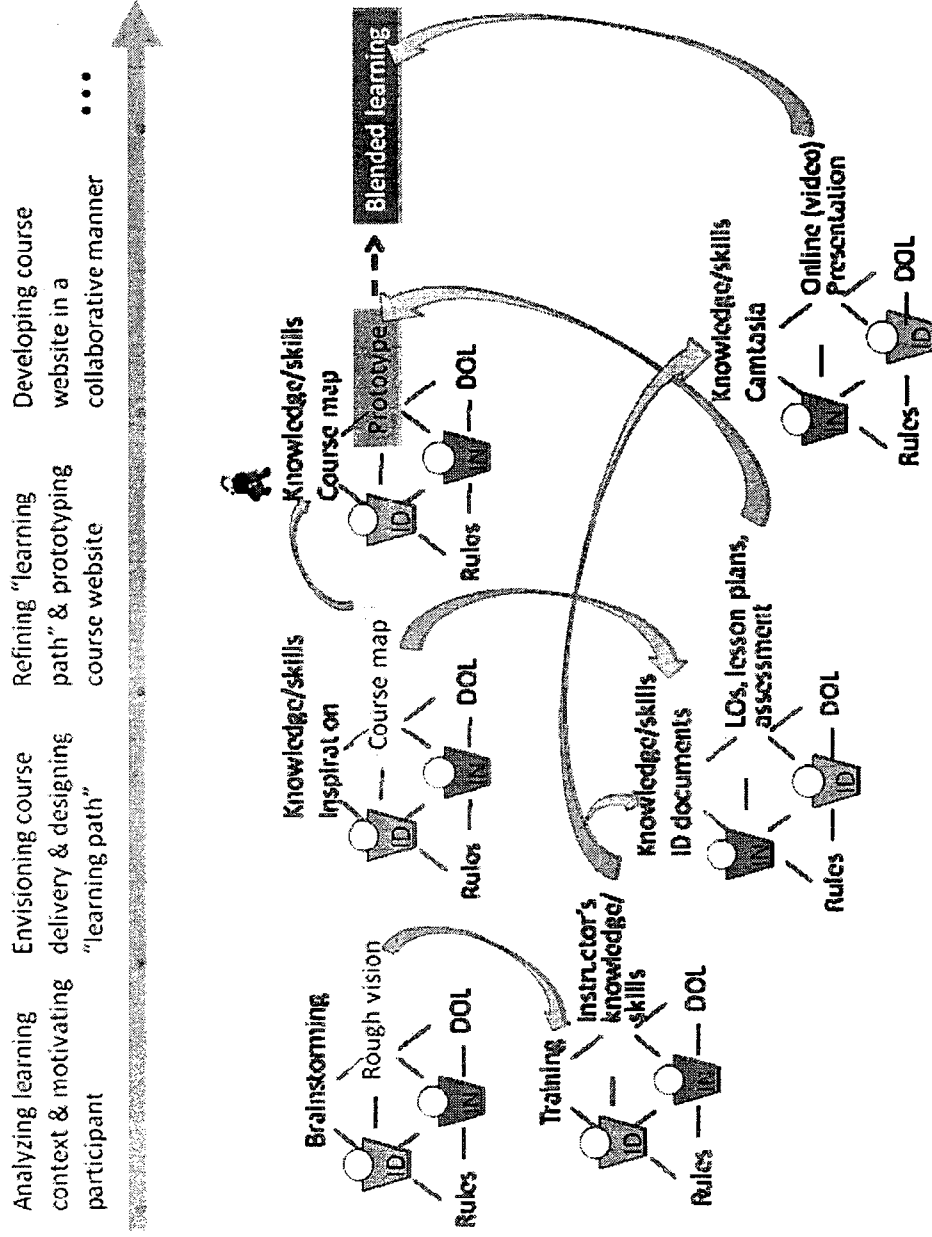 Analyzing learning
context & motivating
participant
Envisioning course
delivery & designing
"learning path"
Refining "learning
path" & prototyping
course website
Developing course
website in a
collaborative manner
...
Brainstorming
Rough vision
ID
IN
Rules
DOL
Knowledge/skills
Inspirat on
Course map
ID
IN
Rules
DOL
Knowledge/skills
Course map
Prototype
ID
IN
Rules
DOL
Blended learning
Training
Instructor's
knowledge/
skills
ID
IN
Rules
DOL
Knowledge/skills
ID documents
LOs, lesson plans,
assessment
IN
ID
Rules
DOL
Knowledge/skills
Camtasia
Online (video)
Presentation
IN
ID
Rules
DOL